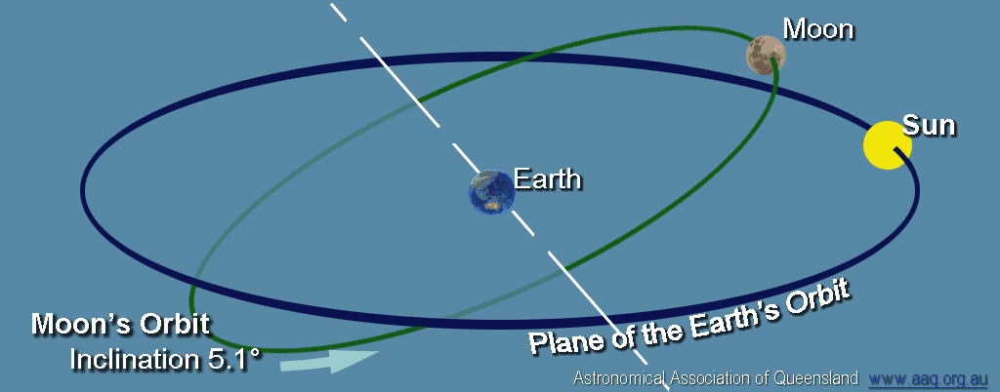 Moon
Sun
Earth
Plane of the Earth's Orbit
Moon's Orbit
Inclination 5.1°
Astronomical Association of Queensland www.aaq.org.au